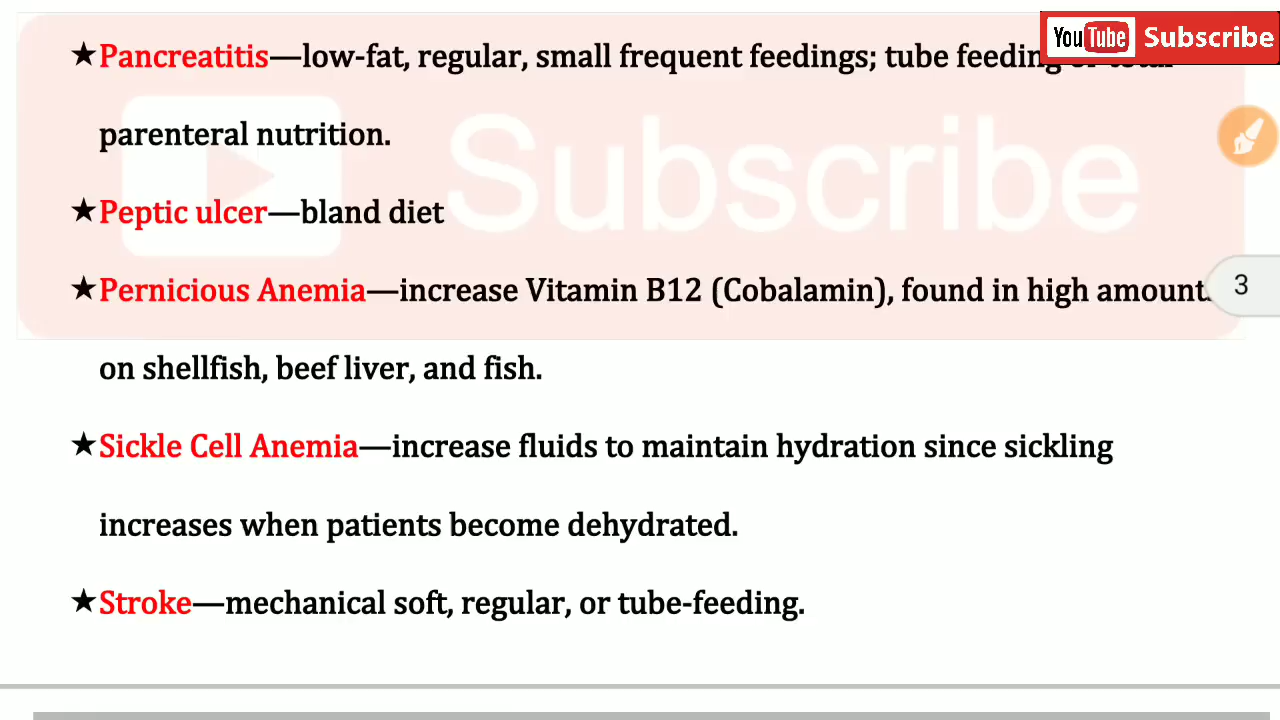 ★Pancreatitis—low-fat, regular, small frequent feedings; tube feeding or total
parenteral nutrition.
★Peptic ulcer—bland diet
★Pernicious Anemia—increase Vitamin B12 (Cobalamin), found in high amount
on shellfish, beef liver, and fish.
★Sickle Cell Anemia—increase fluids to maintain hydration since sickling
increases when patients become dehydrated.
★Stroke—mechanical soft, regular, or tube-feeding.
YouTube Subscribe
Subscribe
3